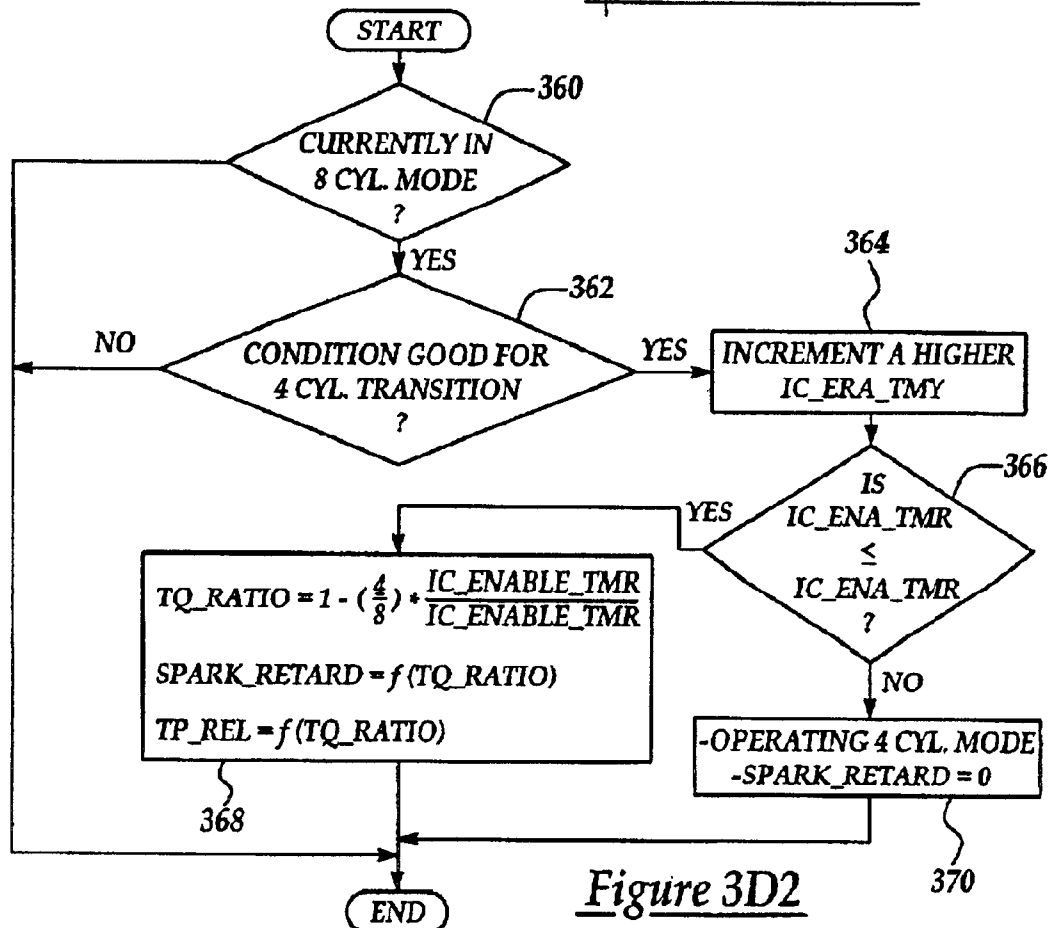 START
360
CURRENTLY IN
8 CYL. MODE
?
YES
362
NO
CONDITION GOOD FOR
4 CYL. TRANSITION
?
YES
364
INCREMENT A HIGHER
IC_ERA_TMY
366
IS
IC_ENA_TMR
≤
IC_ENA_TMR
?
YES
TQ_RATIO = 1 - (4/8) * IC_ENABLE_TMR / IC_ENABLE_TMR
SPARK_RETARD = f (TQ_RATIO)
TP_REL = f (TQ_RATIO)
368
NO
-OPERATING 4 CYL. MODE
-SPARK_RETARD = 0
370
END
Figure 3D2